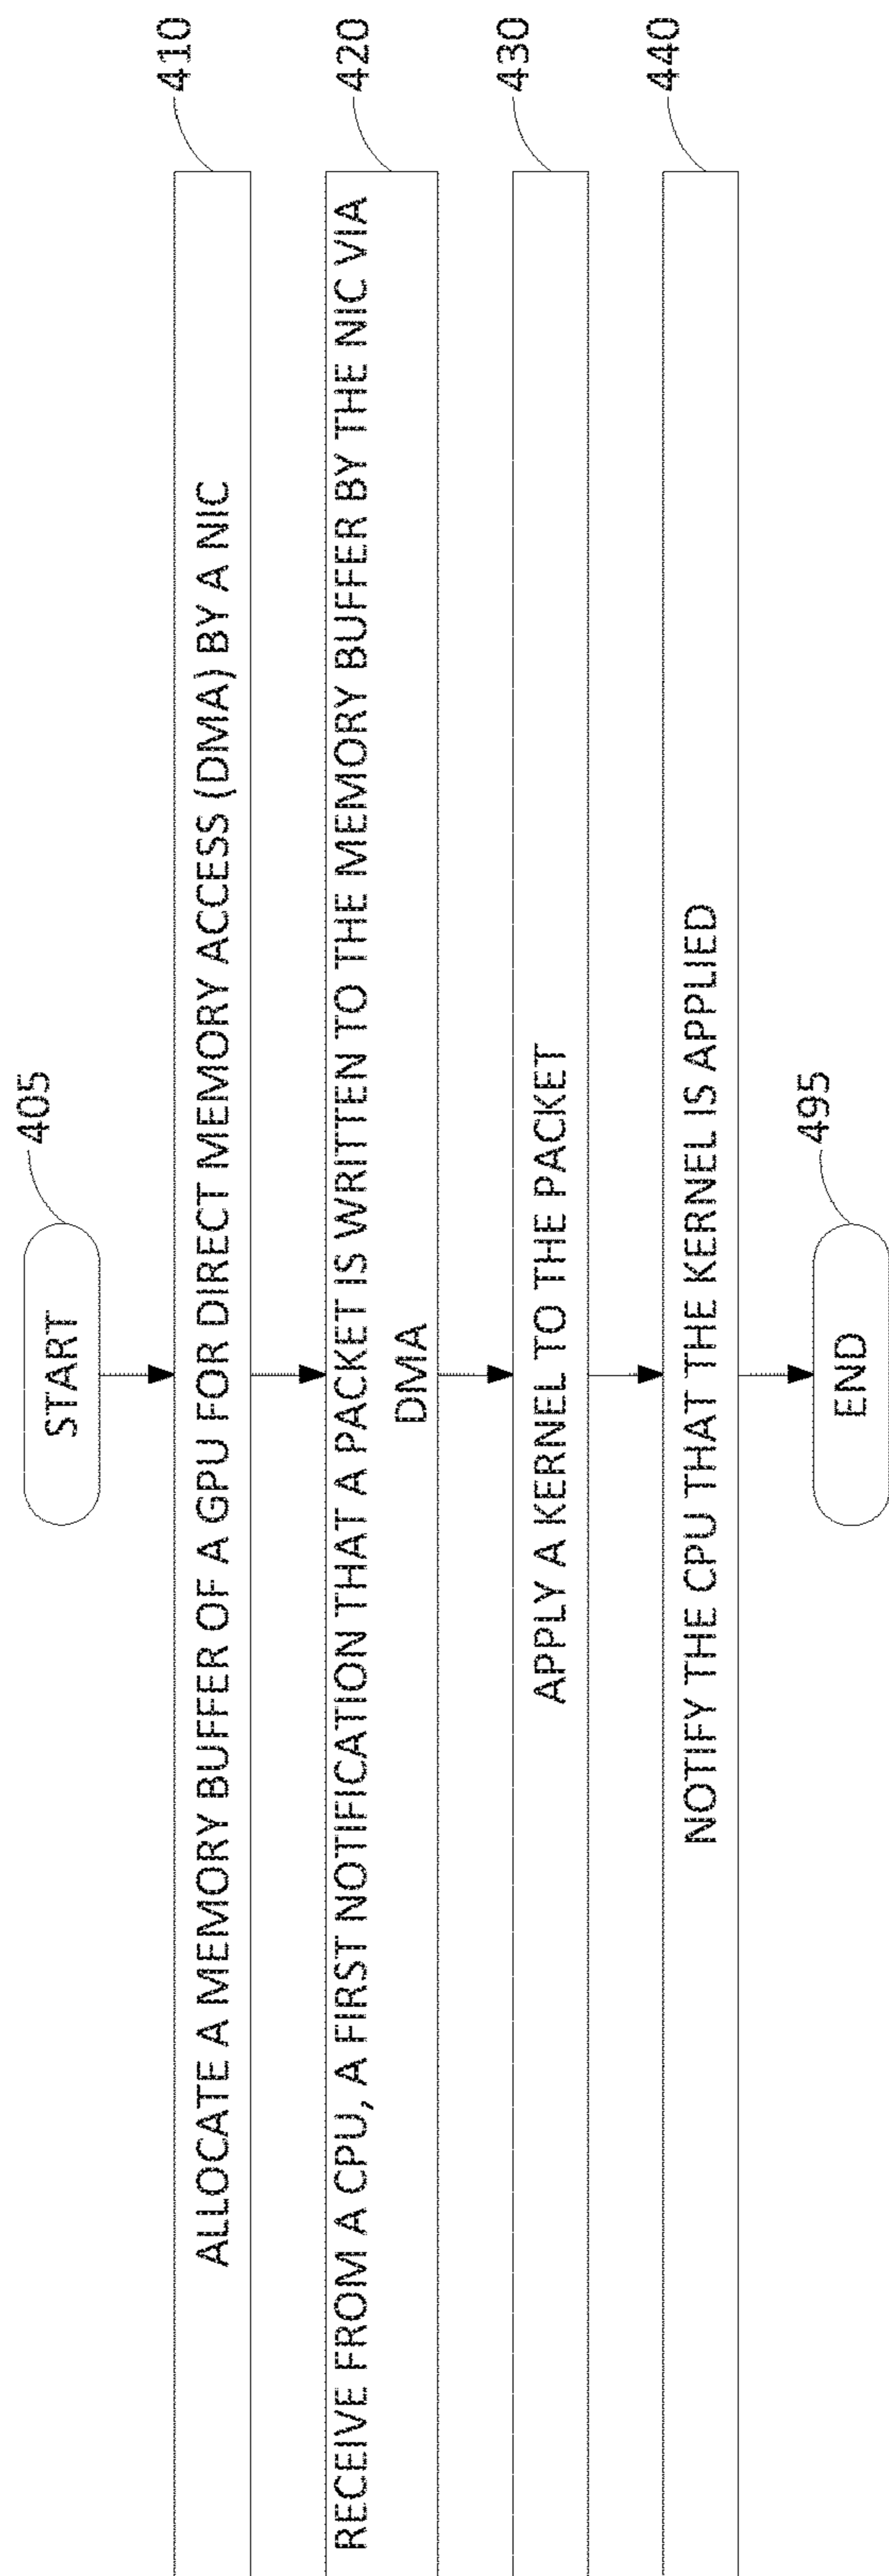 START
405
ALLOCATE A MEMORY BUFFER OF A GPU FOR DIRECT MEMORY ACCESS (DMA) BY A NIC
410
RECEIVE FROM A CPU, A FIRST NOTIFICATION THAT A PACKET IS WRITTEN TO THE MEMORY BUFFER BY THE NIC VIA
DMA
420
APPLY A KERNEL TO THE PACKET
430
NOTIFY THE CPU THAT THE KERNEL IS APPLIED
440
END
495